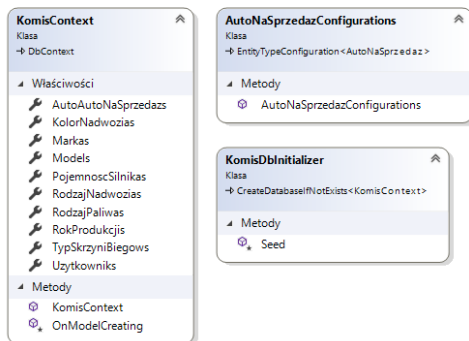 KomisContext
Klasa
DbContext
Właściwości
AutoAutoNaSprzedazs
KolorNadwozias
Markas
Models
PojemnoscSilnikas
RodzajNadwozias
RodzajPaliwas
RokProdukcjis
TypSkrzyniBiegows
Uzytkowniks
Metody
KomisContext
OnModelCreating
AutoNaSprzedazConfigurations
Klasa
EntityTypeConfiguration<AutoNaSprzedaz>
Metody
AutoNaSprzedazConfigurations
KomisDbInitializer
Klasa
CreateDatabaseIfNotExists<KomisContext>
Metody
Seed